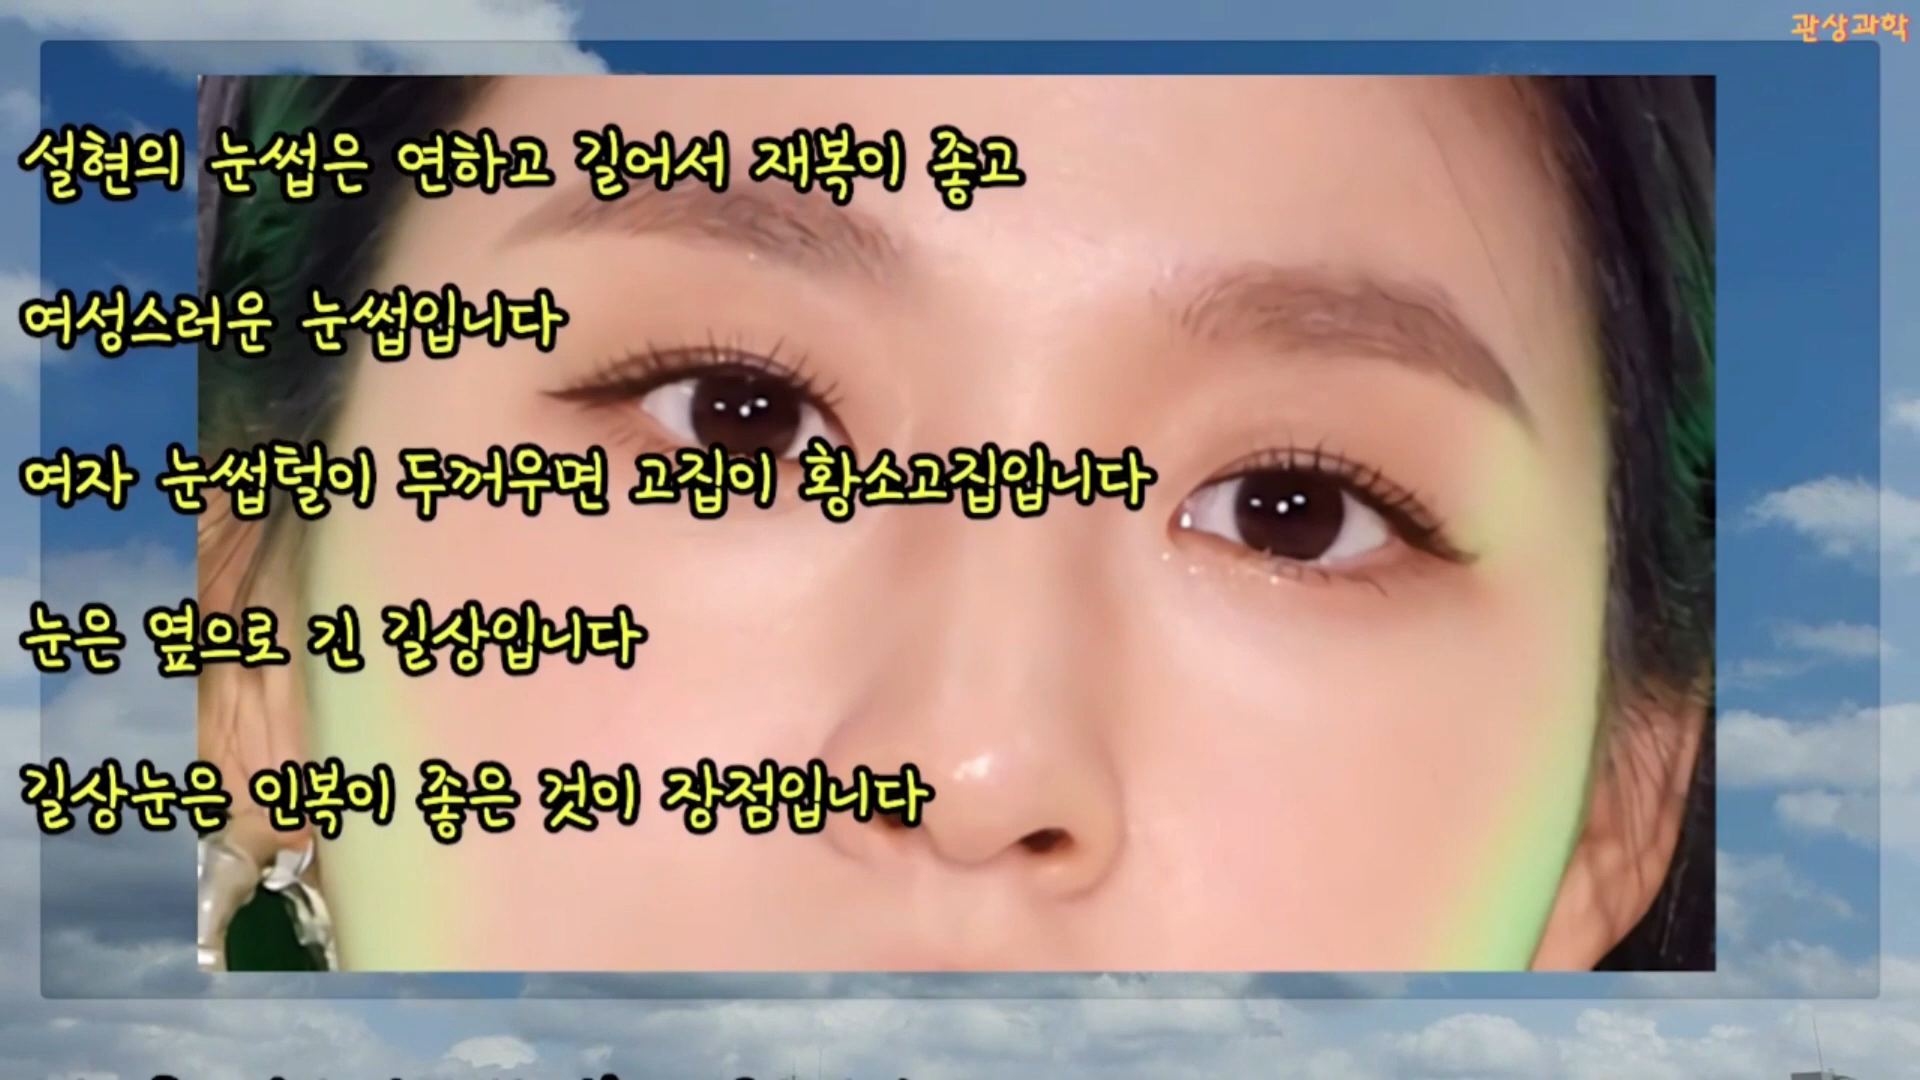 관상과학
설현의 눈썹은 연하고 길어서 재복이 좋고
여성스러운 눈썹입니다
여자 눈썹털이 두꺼우면 고집이 황소고집입니다
눈은 옆으로 긴 길상입니다
길상눈은 인복이 좋은 것이 장점입니다